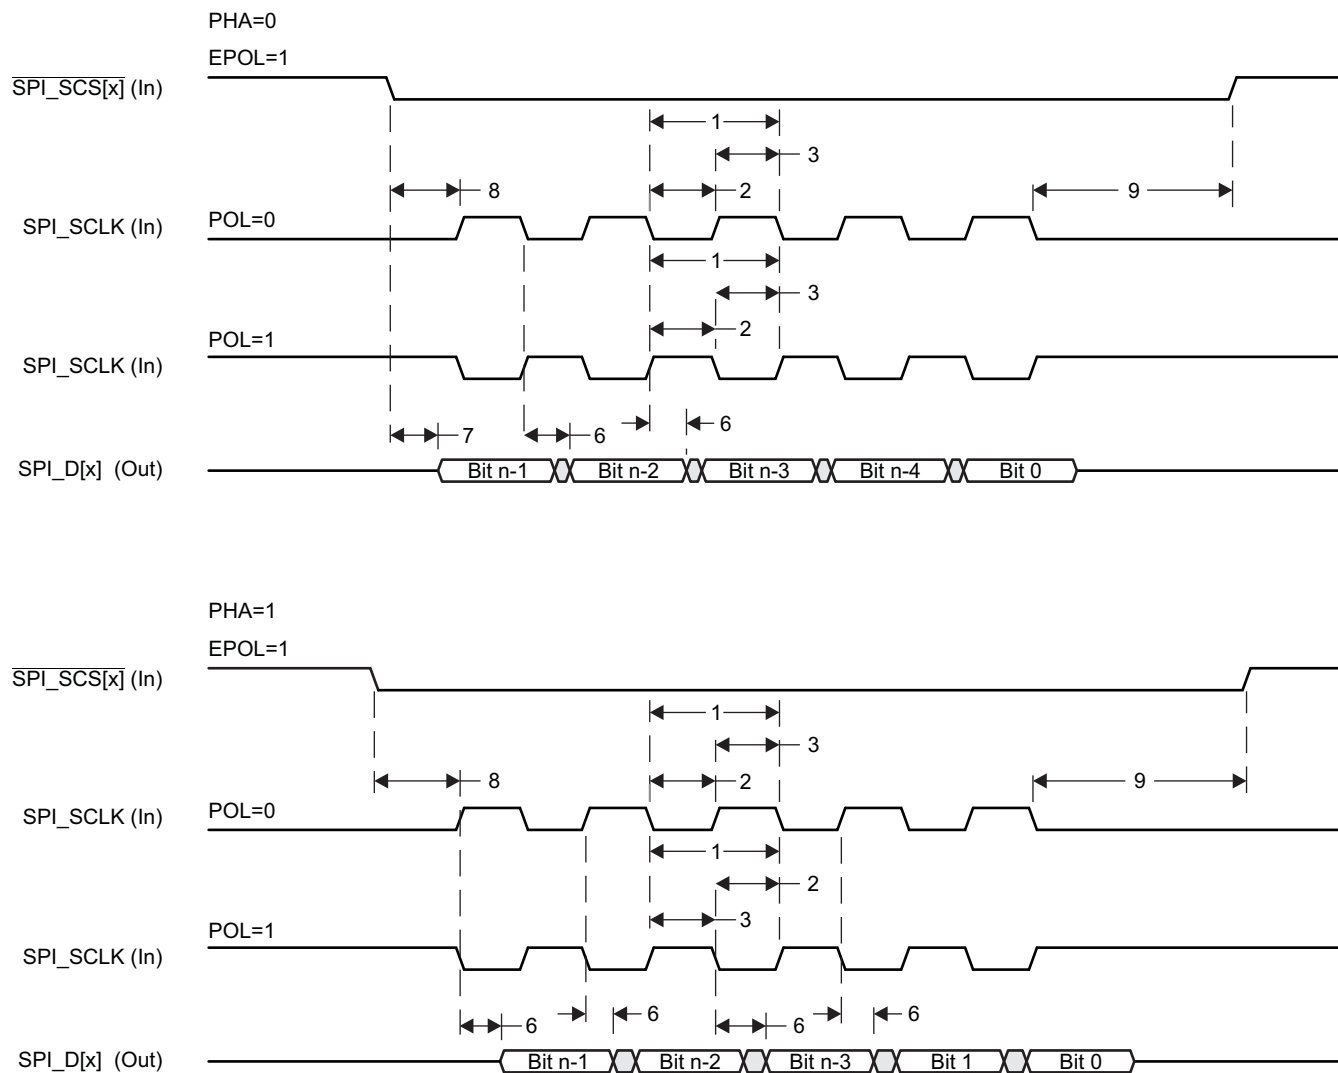 PHA=0
EPOL=1
SPI_SCS[x] (In)
1
3
8
2
9
SPI_SCLK (In)
POL=0
1
3
2
POL=1
SPI_SCLK (In)
7
6
6
SPI_D[x] (Out)
Bit n-1
Bit n-2
Bit n-3
Bit n-4
Bit 0
PHA=1
EPOL=1
SPI_SCS[x] (In)
1
3
8
2
9
SPI_SCLK (In)
POL=0
1
2
3
POL=1
SPI_SCLK (In)
6
6
6
6
SPI_D[x] (Out)
Bit n-1
Bit n-2
Bit n-3
Bit 1
Bit 0